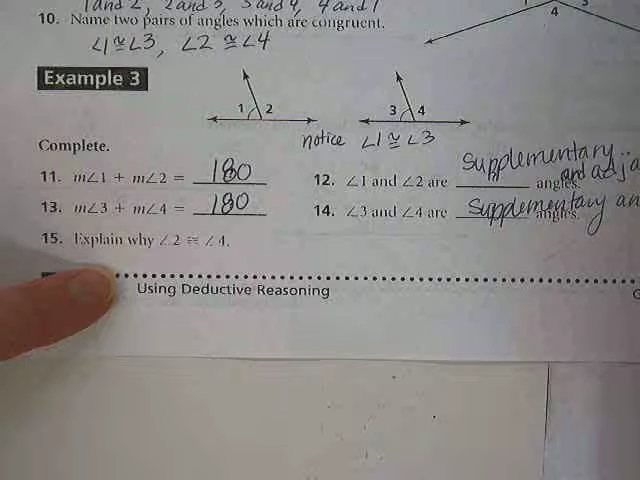 1 and 2, 2 and 3, 3 and 4, 4 and 1
10. Name two pairs of angles which are congruent.
∠1 ≅ ∠3, ∠2 ≅ ∠4
4
Example 3
1 2
3 4
notice ∠1 ≅ ∠3
Complete.
11. m∠1 + m∠2 = 180
12. ∠1 and ∠2 are supplementary and adja angles.
13. m∠3 + m∠4 = 180
14. ∠3 and ∠4 are supplementary an angles.
15. Explain why ∠2 ≅ ∠4.
Using Deductive Reasoning